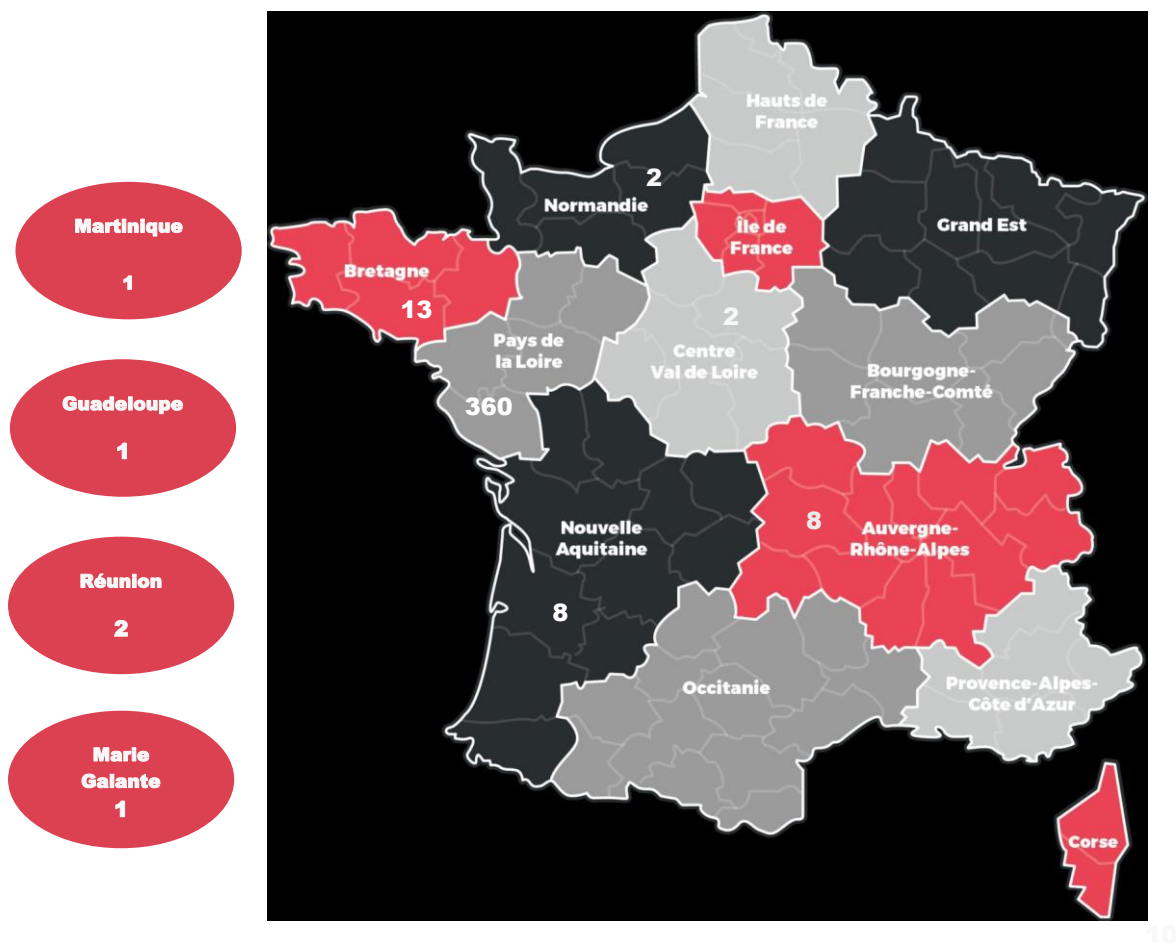 Martinique
1
Guadeloupe
1
Réunion
2
Marie
Galante
1
Hauts de
France
2
Normandie
Île de
France
Grand Est
Bretagne
13
Pays de
la Loire
360
2
Centre
Val de Loire
Bourgogne-
Franche-Comté
Nouvelle
Aquitaine
8
8
Auvergne-
Rhône-Alpes
Occitanie
Provence-Alpes-
Côte d'Azur
Corse